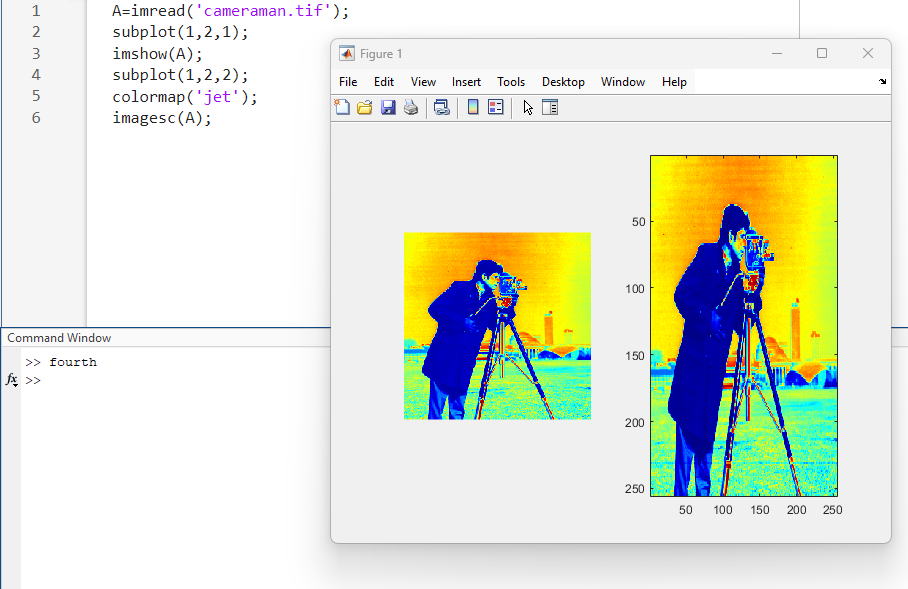 1 A=imread('cameraman.tif');
2 subplot(1,2,1);
3 imshow(A);
4 subplot(1,2,2);
5 colormap('jet');
6 imagesc(A);
Figure 1
File Edit View Insert Tools Desktop Window Help
50
100
150
200
250
50 100 150 200 250
Command Window
>> fourth
fx >>